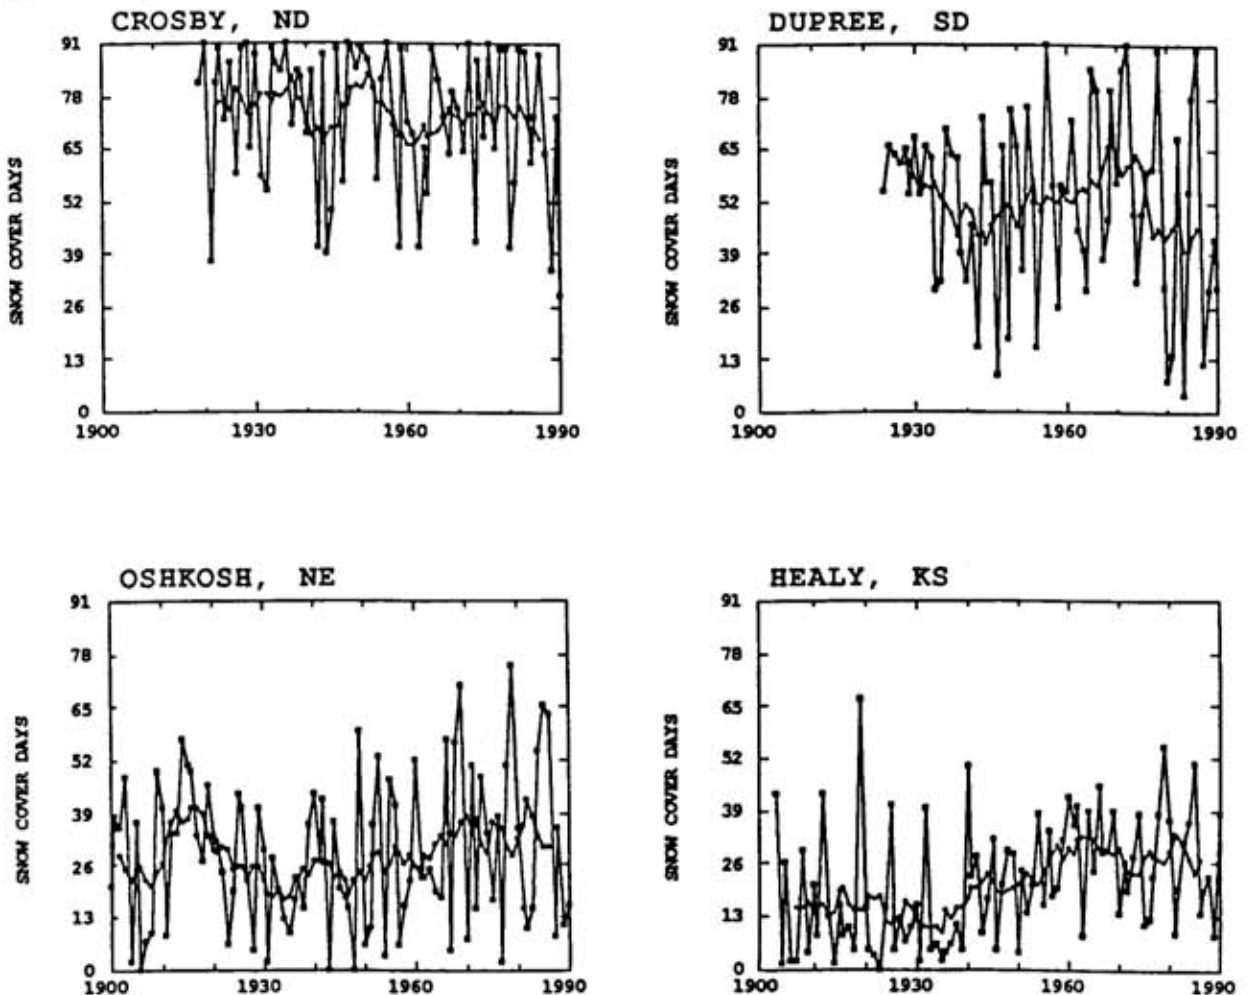 CROSBY, ND
91
78
65
52
39
26
13
0
SNOW COVER DAYS
1900 1930 1960 1990
DUPREE, SD
91
78
65
52
39
26
13
0
SNOW COVER DAYS
1900 1930 1960 1990
OSHKOSH, NE
91
78
65
52
39
26
13
0
SNOW COVER DAYS
1900 1930 1960 1990
HEALY, KS
91
78
65
52
39
26
13
0
SNOW COVER DAYS
1900 1930 1960 1990